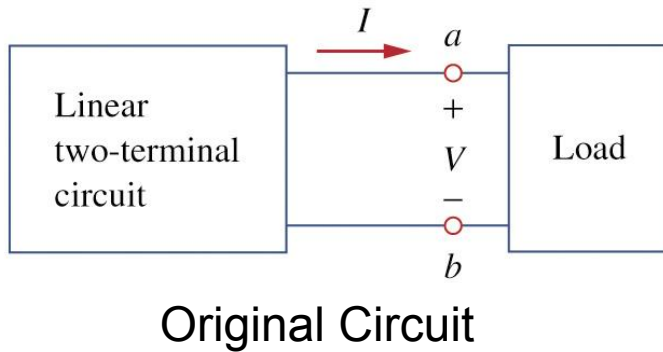 I
a
Linear
two-terminal
circuit
+
V
Load
−
b
Original Circuit